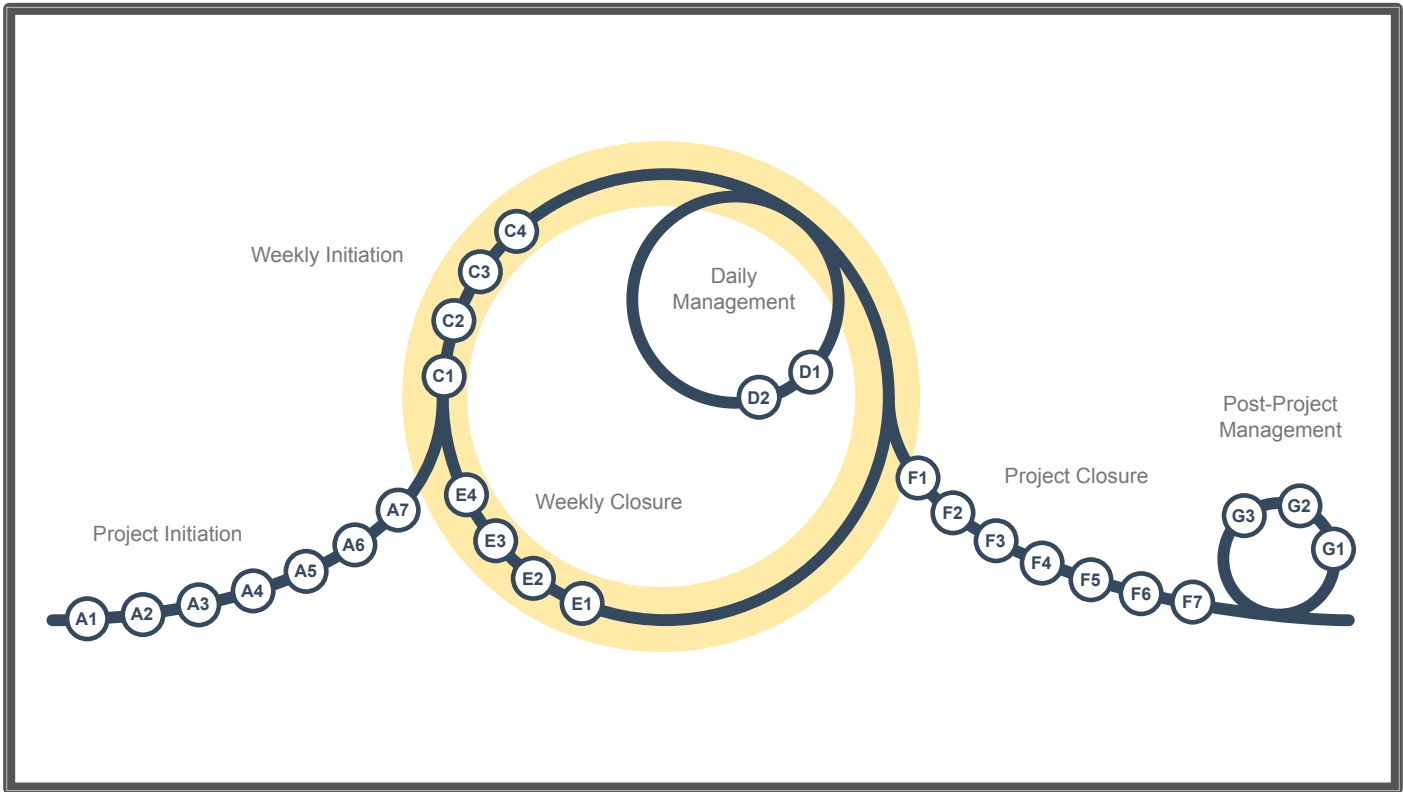 Project Initiation
A1
A2
A3
A4
A5
A6
A7
Weekly Initiation
C1
C2
C3
C4
Daily
Management
D1
D2
Weekly Closure
E1
E2
E3
E4
Project Closure
F1
F2
F3
F4
F5
F6
F7
Post-Project
Management
G1
G2
G3